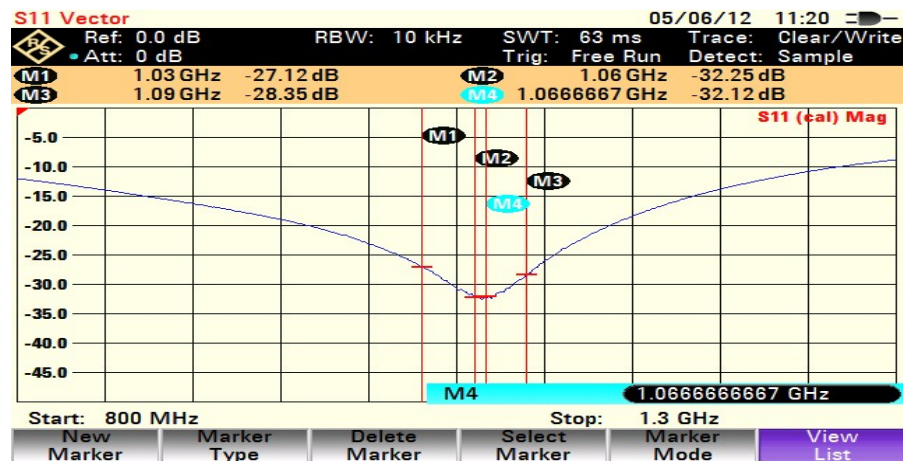 S11 Vector 05/06/12 11:20
R&S Ref: 0.0 dB RBW: 10 kHz SWT: 63 ms Trace: Clear/Write
Att: 0 dB Trig: Free Run Detect: Sample
M1 1.03 GHz -27.12 dB M2 1.06 GHz -32.25 dB
M3 1.09 GHz -28.35 dB M4 1.0666667 GHz -32.12 dB
S11 (cal) Mag
-5.0
M1
M2
-10.0
M3
-15.0
M4
-20.0
-25.0
-30.0
-35.0
-40.0
-45.0
M4 1.0666666667 GHz
Start: 800 MHz Stop: 1.3 GHz
New Marker
Marker Type
Delete Marker
Select Marker
Marker Mode
View List